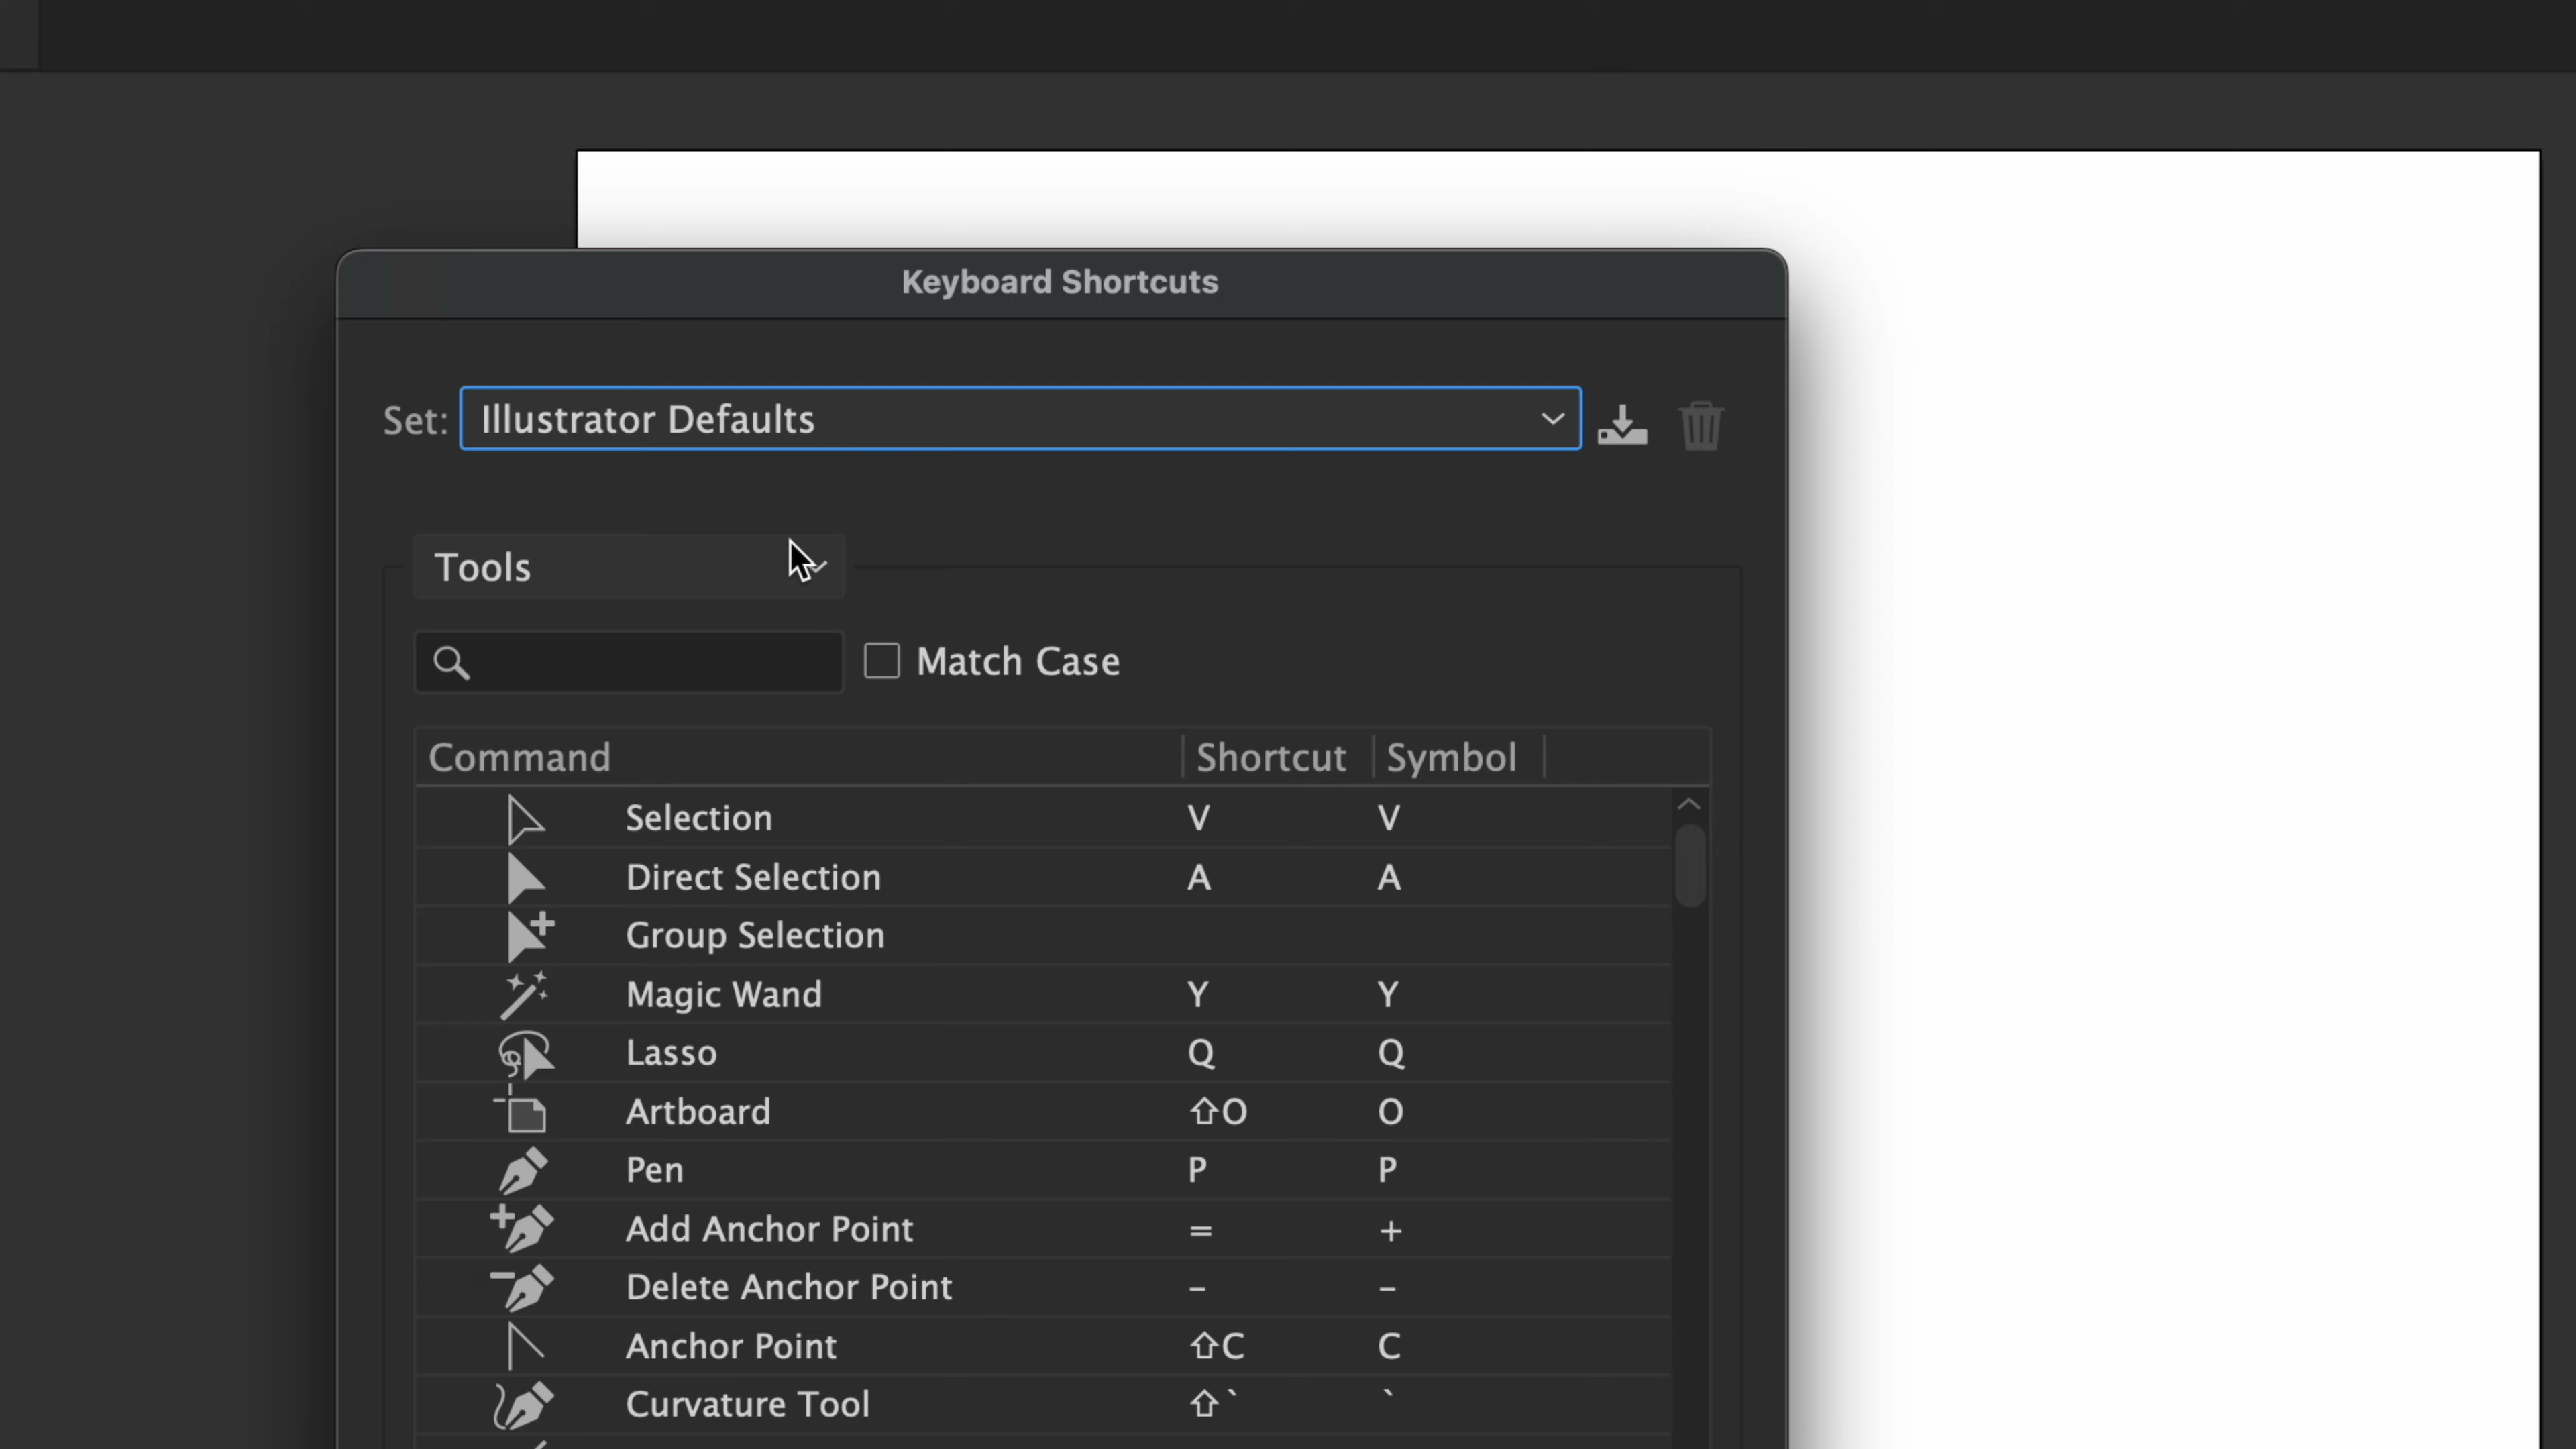 Keyboard Shortcuts
Set: Illustrator Defaults
Tools
Match Case
Command Shortcut Symbol
Selection V V
Direct Selection A A
Group Selection
Magic Wand Y Y
Lasso Q Q
Artboard ⇧O O
Pen P P
Add Anchor Point = +
Delete Anchor Point - -
Anchor Point ⇧C C
Curvature Tool ⇧` `